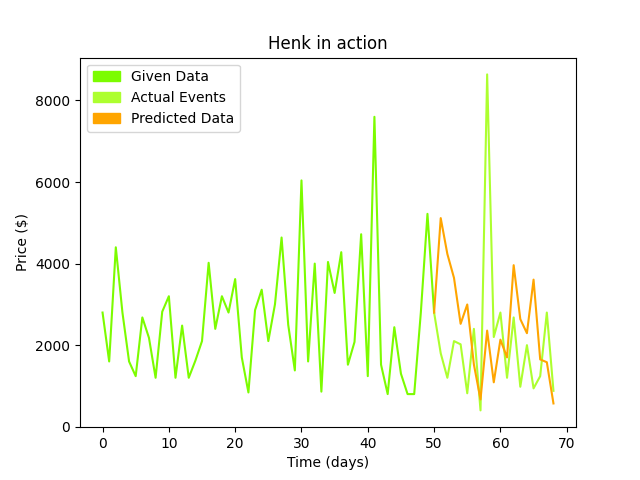 Henk in action
Given Data
Actual Events
Predicted Data
Price ($)
8000
6000
4000
2000
0
0 10 20 30 40 50 60 70
Time (days)